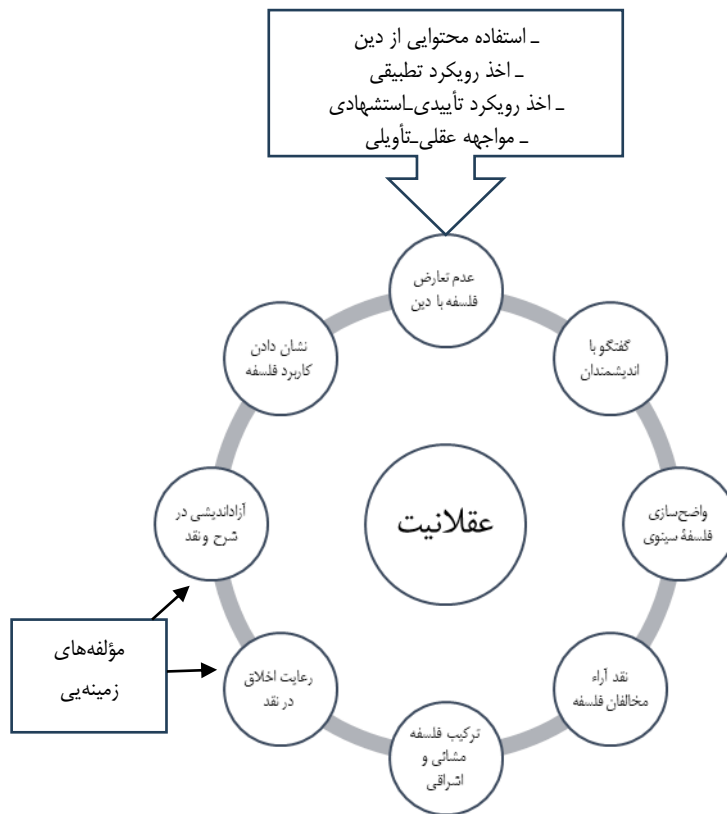 ـ استفاده محتوایی از دین
ـ اخذ رویکرد تطبیقی
ـ اخذ رویکرد تأییدی‌ـاستشهادی
ـ مواجهه عقلی‌ـتأویلی
عدم تعارض
فلسفه با دین
گفتگو با
اندیشمندان
واضح‌سازی
فلسفهٔ سینوی
نقد آراء
مخالفان فلسفه
ترکیب فلسفه
مشائی و
اشراقی
رعایت اخلاق
در نقد
آزاداندیشی در
شرح و نقد
نشان دادن
کاربرد فلسفه
عقلانیت
مؤلفه‌های
زمینه‌یی